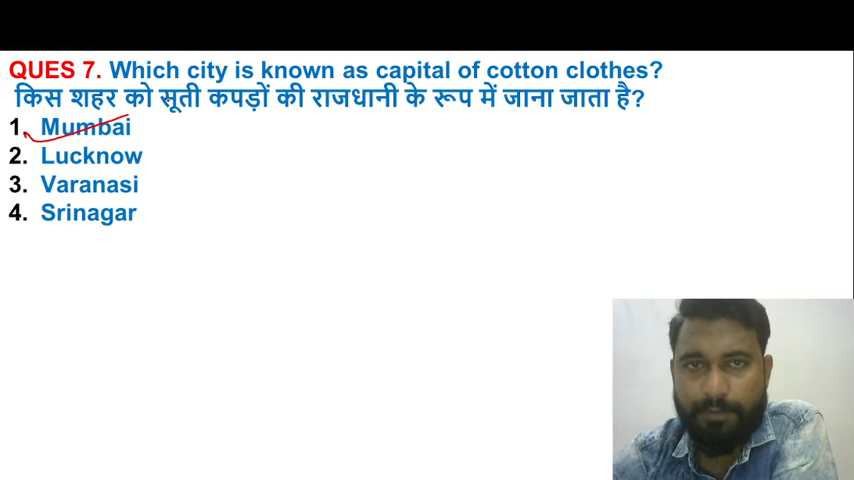 QUES 7. Which city is known as capital of cotton clothes?
किस शहर को सूती कपड़ों की राजधानी के रूप में जाना जाता है?
1. Mumbai
2. Lucknow
3. Varanasi
4. Srinagar